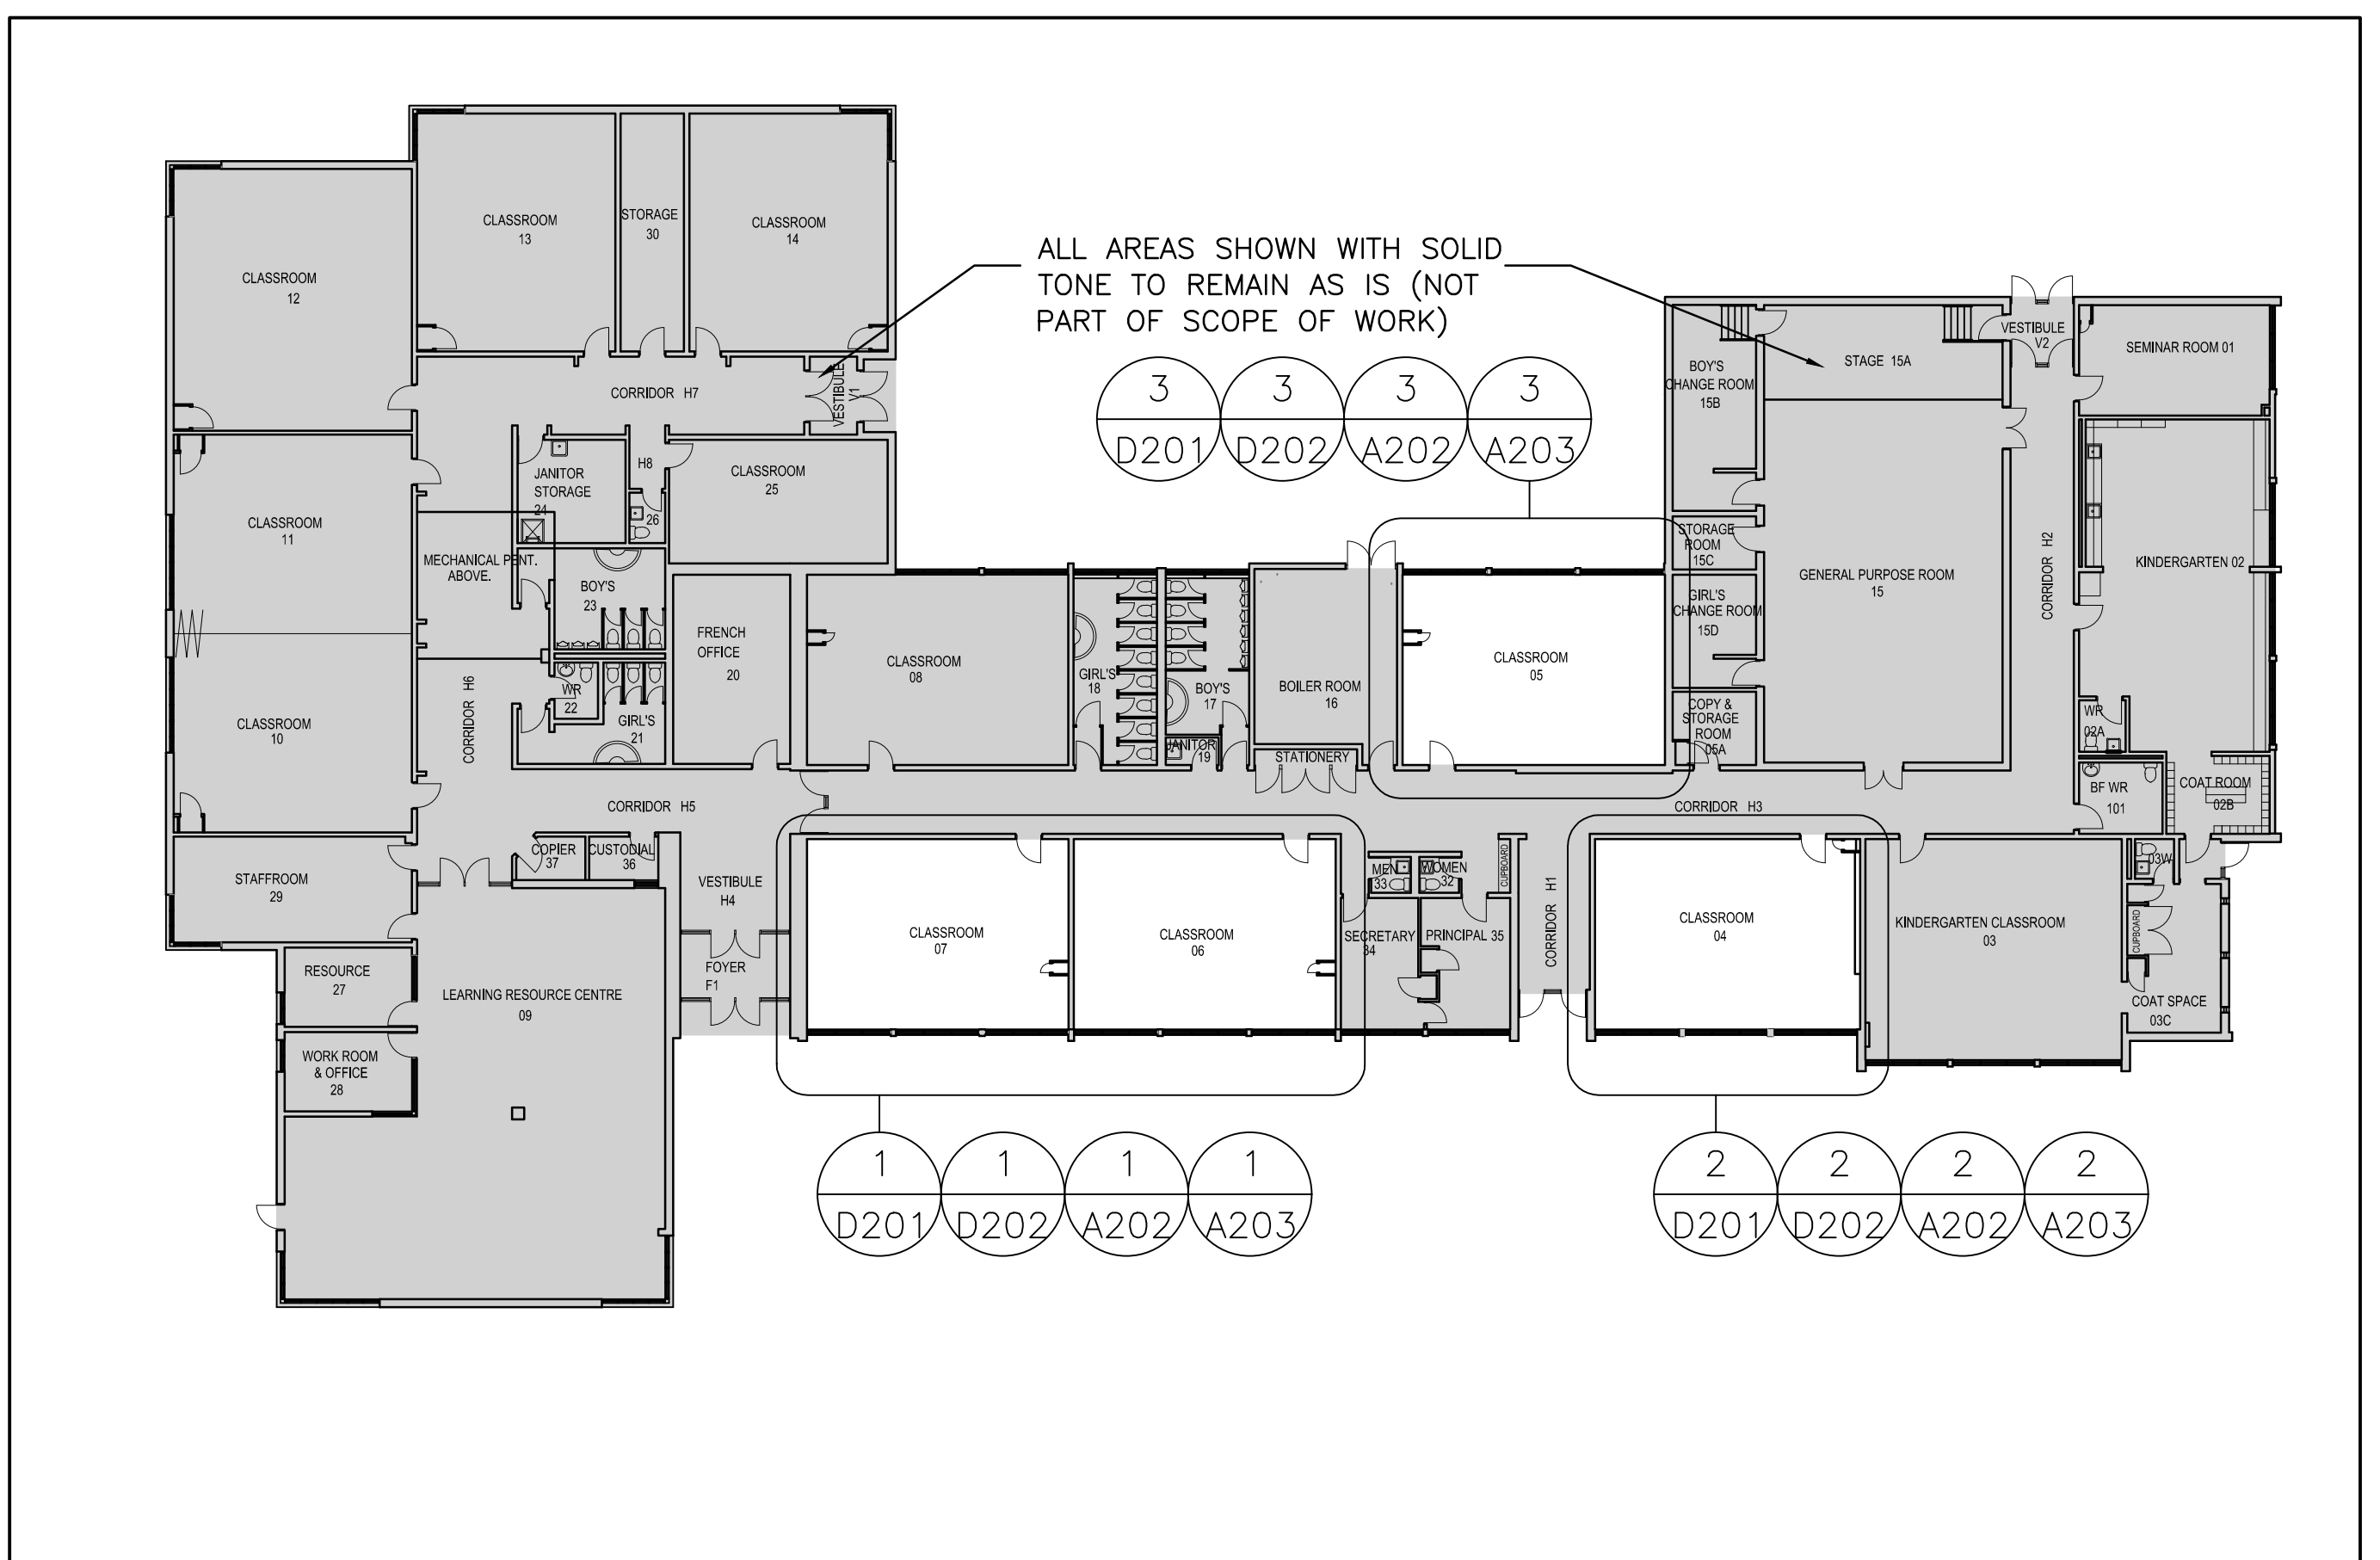 CLASSROOM
13
STORAGE
30
CLASSROOM
14
CLASSROOM
12
ALL AREAS SHOWN WITH SOLID
TONE TO REMAIN AS IS (NOT
PART OF SCOPE OF WORK)
3
D201
3
D202
3
A202
3
A203
CORRIDOR H7
VESTIBULE
V1
BOY'S
CHANGE ROOM
15B
STAGE 15A
VESTIBULE
V2
SEMINAR ROOM 01
JANITOR
STORAGE
24
H8
26
CLASSROOM
25
CLASSROOM
11
MECHANICAL PENT.
ABOVE.
BOY'S
23
STORAGE
ROOM
15C
GENERAL PURPOSE ROOM
15
CORRIDOR H2
KINDERGARTEN 02
GIRL'S
CHANGE ROOM
15D
FRENCH
OFFICE
20
CLASSROOM
08
GIRL'S
18
BOY'S
17
JANITOR
19
BOILER ROOM
16
STATIONERY
CLASSROOM
05
COPY &
STORAGE
ROOM
05A
WR
02A
CLASSROOM
10
CORRIDOR H6
WR
22
GIRL'S
21
BF WR
101
COAT ROOM
02B
CORRIDOR H5
CORRIDOR H3
STAFFROOM
29
COPIER
37
CUSTODIAL
36
VESTIBULE
H4
FOYER
F1
CLASSROOM
07
CLASSROOM
06
MEN
33
WOMEN
32
CUPBOARD
SECRETARY
34
PRINCIPAL 35
CORRIDOR H1
CLASSROOM
04
KINDERGARTEN CLASSROOM
03
03W
CUPBOARD
COAT SPACE
03C
RESOURCE
27
LEARNING RESOURCE CENTRE
09
WORK ROOM
& OFFICE
28
1
D201
1
D202
1
A202
1
A203
2
D201
2
D202
2
A202
2
A203